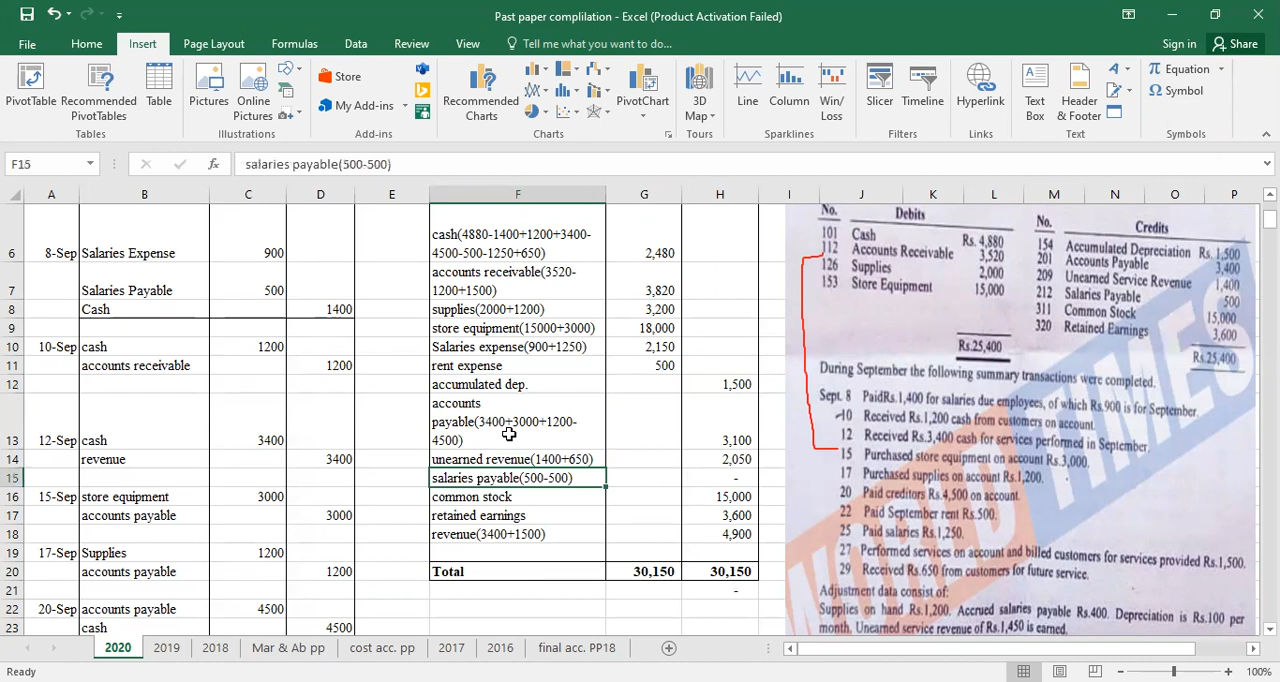 Past paper complilation - Excel (Product Activation Failed)
File Home Insert Page Layout Formulas Data Review View Tell me what you want to do... Sign in Share
PivotTable Recommended PivotTables Table
Pictures Online Pictures
Store
My Add-ins
Recommended Charts
PivotChart
3D Map
Line Column Win/Loss
Slicer Timeline
Hyperlink
Text Box Header & Footer
Equation
Symbol
Tables Illustrations Add-ins Charts Tours Sparklines Filters Links Text Symbols
F15 fx salaries payable(500-500)
A B C D E F G H I J K L M N O P
6 8-Sep Salaries Expense 900
cash(4880-1400+1200+3400-
4500-500-1250+650) 2,480
7 Salaries Payable 500
accounts receivable(3520-
1200+1500) 3,820
8 Cash 1400 supplies(2000+1200) 3,200
9 store equipment(15000+3000) 18,000
10 10-Sep cash 1200 Salaries expense(900+1250) 2,150
11 accounts receivable 1200 rent expense 500
12 accumulated dep. 1,500
13 12-Sep cash 3400
accounts
payable(3400+3000+1200-
4500) 3,100
14 revenue 3400 unearned revenue(1400+650) 2,050
15 salaries payable(500-500) -
16 15-Sep store equipment 3000 common stock 15,000
17 accounts payable 3000 retained earnings 3,600
18 revenue(3400+1500) 4,900
19 17-Sep Supplies 1200
20 accounts payable 1200 Total 30,150 30,150
21 -
22 20-Sep accounts payable 4500
23 cash 4500
No. Debits
101 Cash Rs. 4,880
112 Accounts Receivable 3,520
126 Supplies 2,000
153 Store Equipment 15,000
Rs.25,400
No. Credits
154 Accumulated Depreciation Rs. 1,500
201 Accounts Payable 3,400
209 Unearned Service Revenue 1,400
212 Salaries Payable 500
311 Common Stock 15,000
320 Retained Earnings 3,600
Rs.25,400
During September the following summary transactions were completed.
Sept. 8 PaidRs.1,400 for salaries due employees, of which Rs.900 is for September.
10 Received Rs.1,200 cash from customers on account.
12 Received Rs.3,400 cash for services performed in September.
15 Purchased store equipment on account Rs.3,000.
17 Purchased supplies on account Rs.1,200.
20 Paid creditors Rs.4,500 on account.
22 Paid September rent Rs.500.
25 Paid salaries Rs.1,250.
27 Performed services on account and billed customers for services provided Rs.1,500.
29 Received Rs.650 from customers for future service.
Adjustment data consist of:
Supplies on hand Rs.1,200. Accrued salaries payable Rs.400. Depreciation is Rs.100 per
month. Unearned service revenue of Rs.1,450 is earned.
WORLD TIMES
2020 2019 2018 Mar & Ab pp cost acc. pp 2017 2016 final acc. PP18
Ready 100%